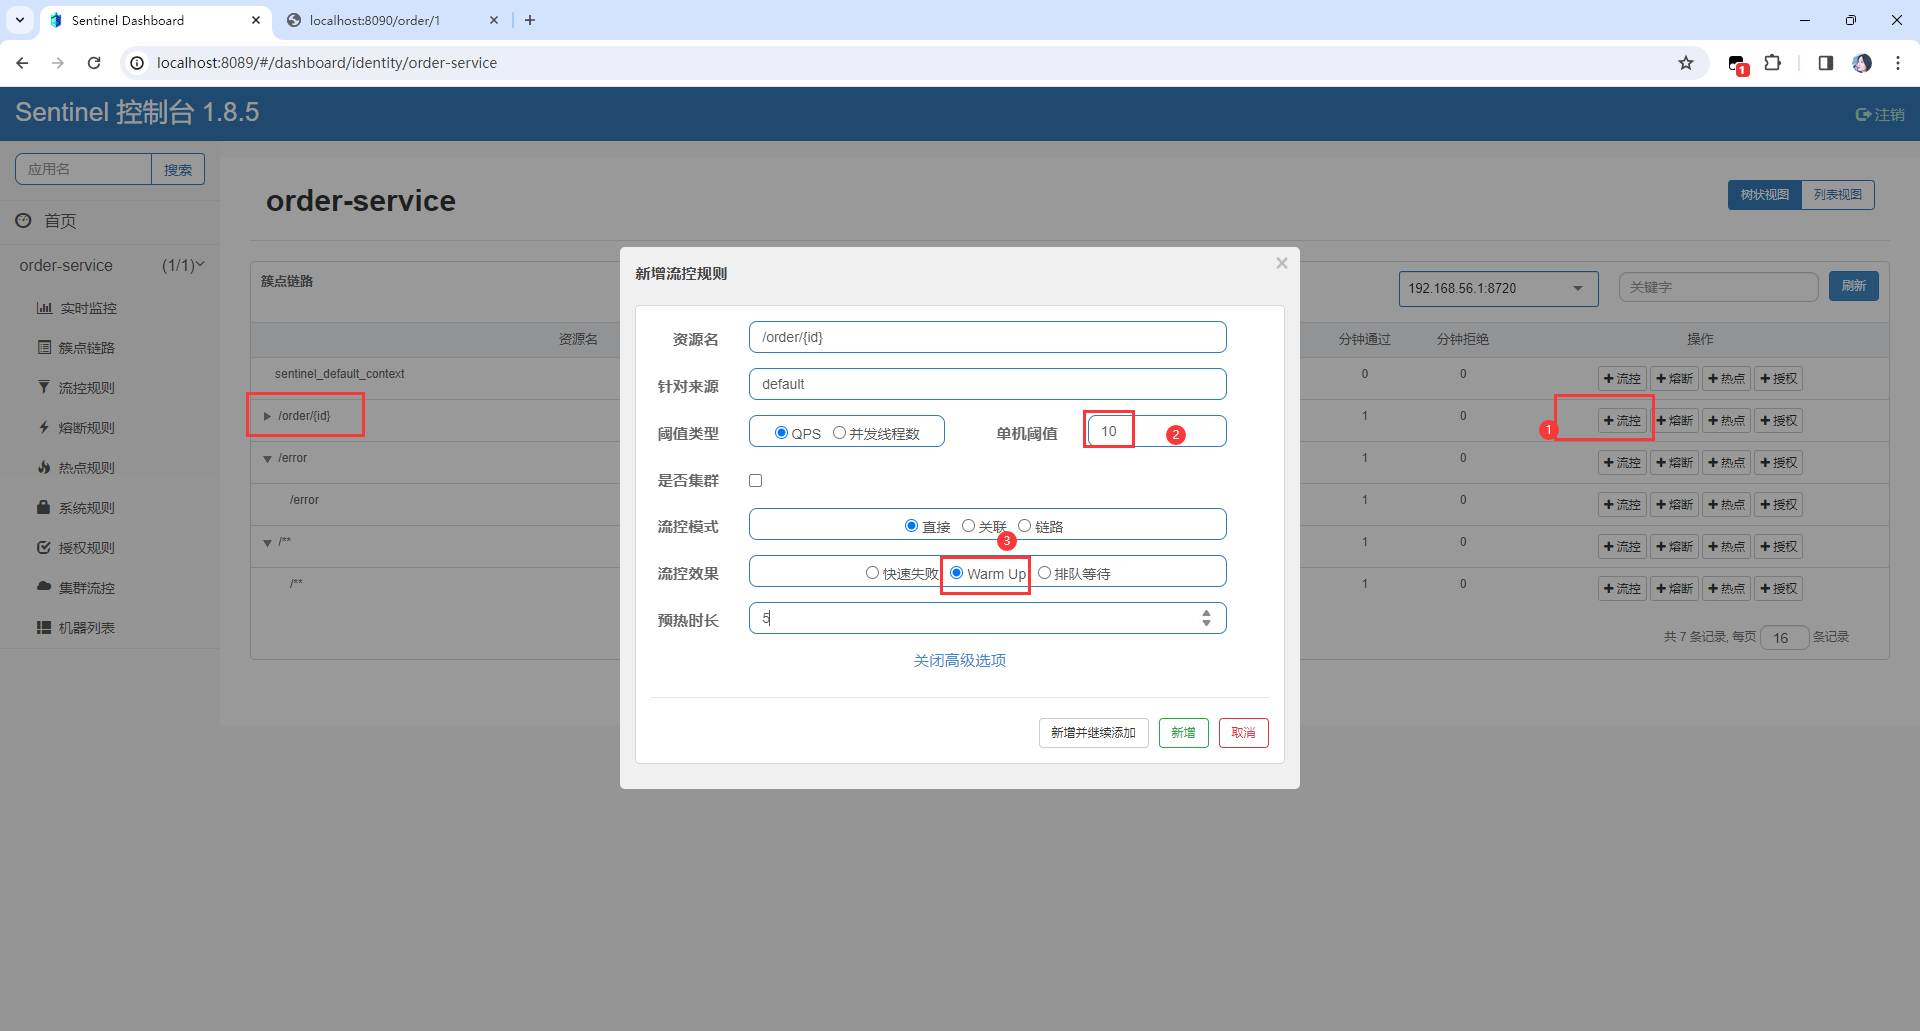 Sentinel Dashboard
localhost:8090/order/1
localhost:8089/#/dashboard/identity/order-service
1
Sentinel 控制台 1.8.5
注销
应用名
搜索
首页
order-service (1/1)
实时监控
簇点链路
流控规则
熔断规则
热点规则
系统规则
授权规则
集群流控
机器列表
order-service
树状视图
列表视图
簇点链路
192.168.56.1:8720
关键字
刷新
资源名
分钟通过
分钟拒绝
操作
sentinel_default_context
0
0
流控
熔断
热点
授权
/order/{id}
1
0
1
流控
熔断
热点
授权
/error
1
0
流控
熔断
热点
授权
/error
1
0
流控
熔断
热点
授权
/**
1
0
流控
熔断
热点
授权
/**
1
0
流控
熔断
热点
授权
共 7 条记录, 每页 16 条记录
新增流控规则
×
资源名
/order/{id}
针对来源
default
阈值类型
QPS
并发线程数
单机阈值
10
2
是否集群
流控模式
直接
关联
链路
3
流控效果
快速失败
Warm Up
排队等待
预热时长
5
关闭高级选项
新增并继续添加
新增
取消